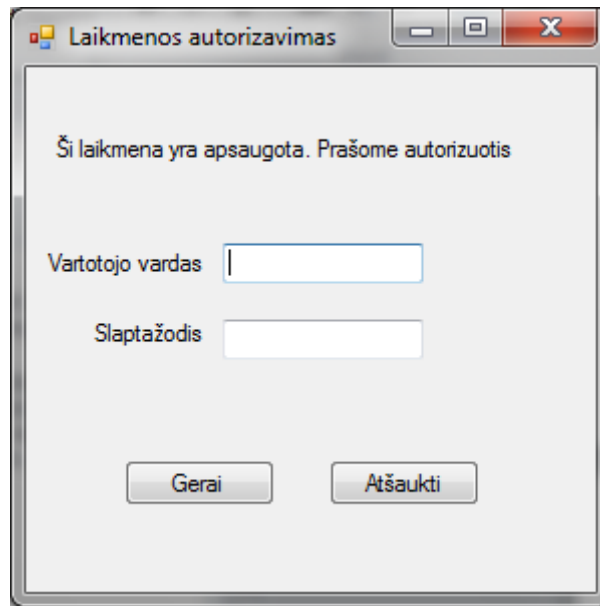 Laikmenos autorizavimas
Ši laikmena yra apsaugota. Prašome autorizuotis
Vartotojo vardas
Slaptažodis
Gerai
Atšaukti